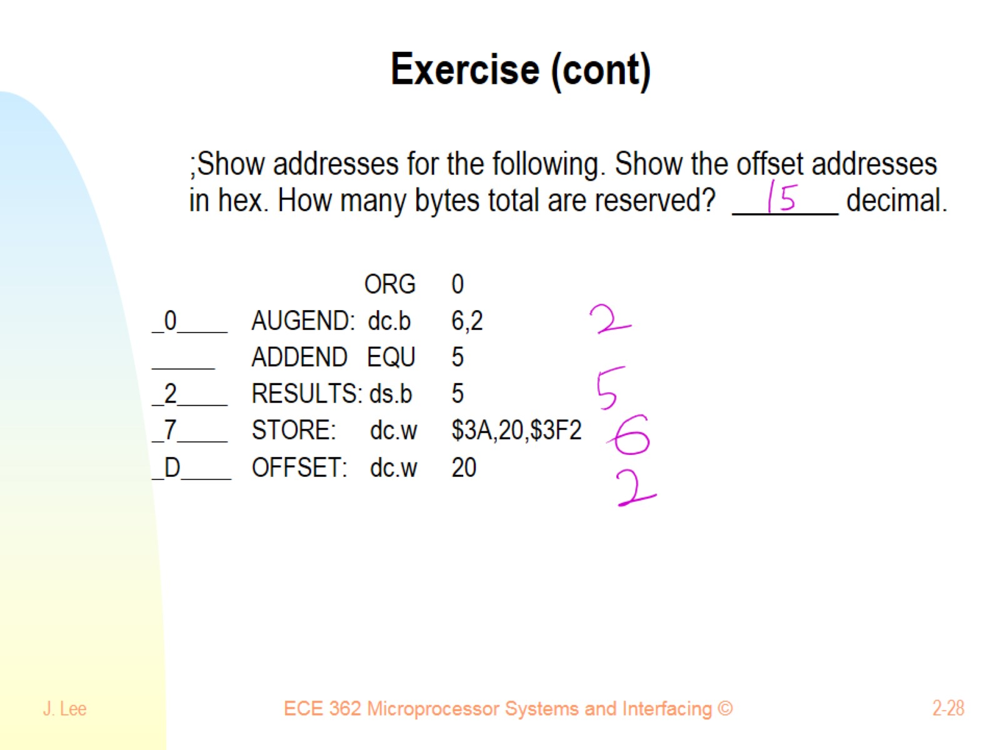 Exercise (cont)
;Show addresses for the following. Show the offset addresses
in hex. How many bytes total are reserved? 15 decimal.
ORG 0
_0____ AUGEND: dc.b 6,2 2
_____ ADDEND EQU 5
_2____ RESULTS: ds.b 5 5
_7____ STORE: dc.w $3A,20,$3F2 6
_D____ OFFSET: dc.w 20 2
J. Lee ECE 362 Microprocessor Systems and Interfacing © 2-28